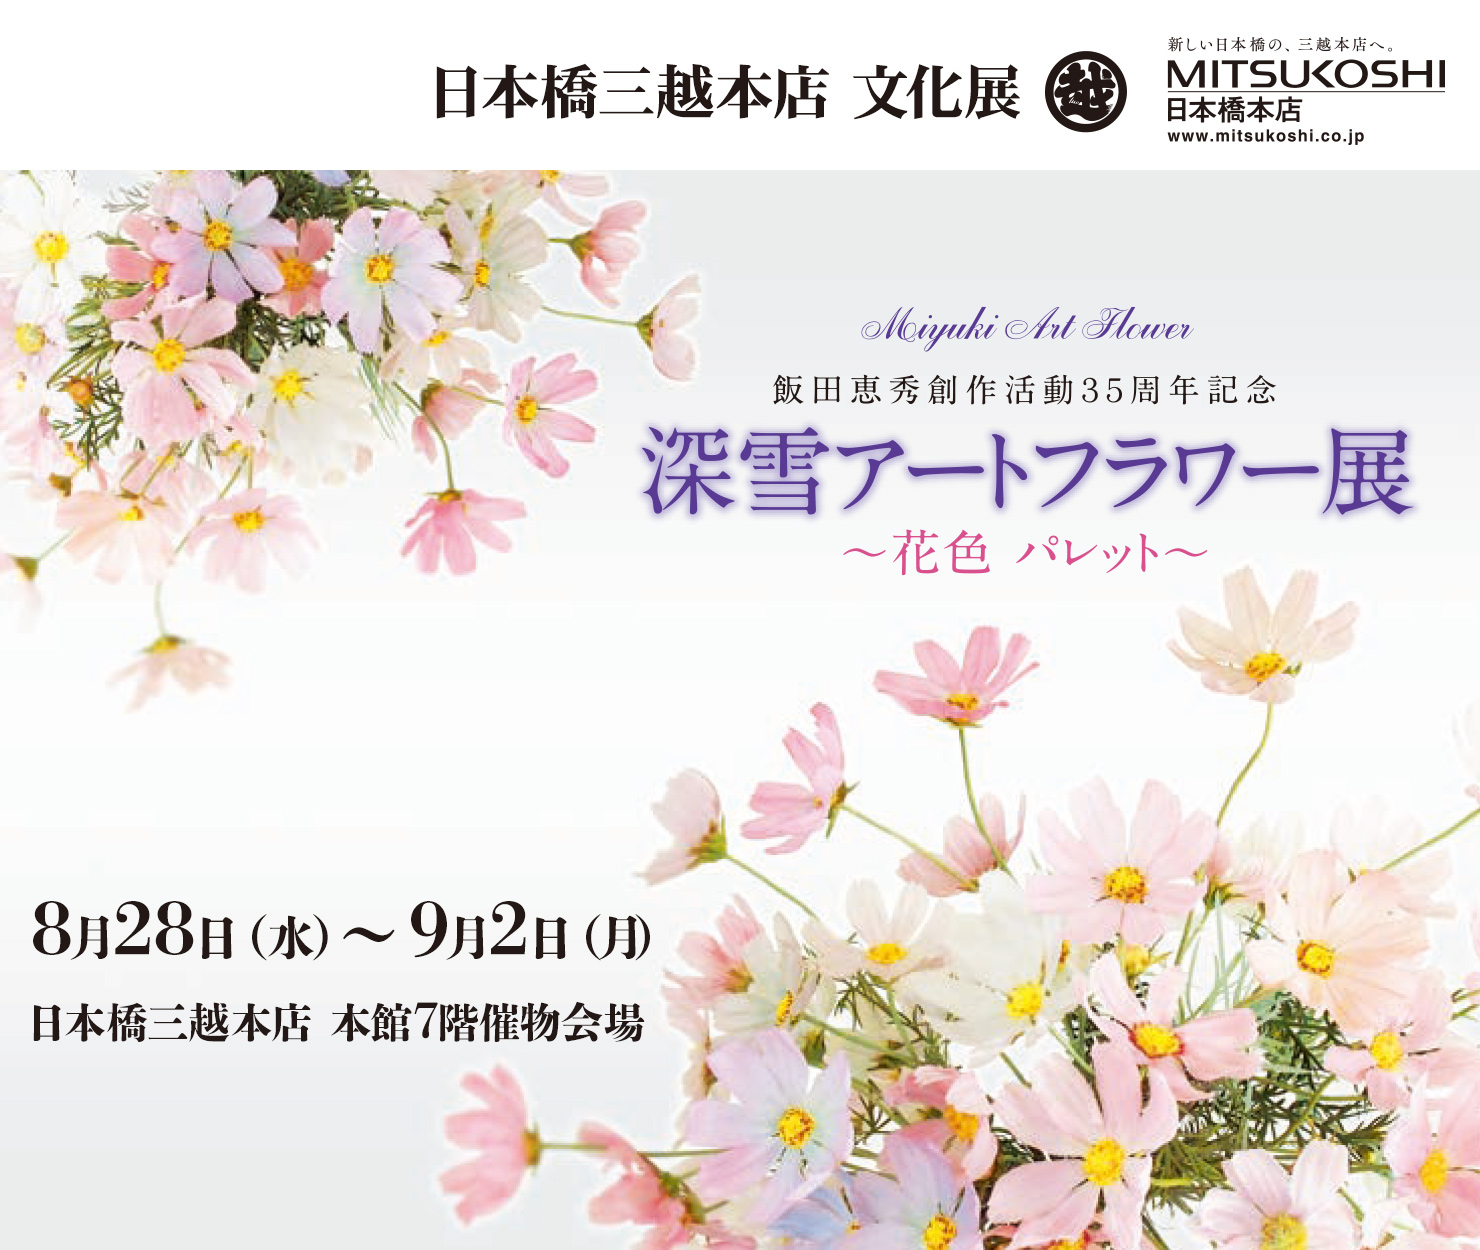 日本橋三越本店 文化展
越
新しい日本橋の、三越本店へ。
MITSUKOSHI
日本橋本店
www.mitsukoshi.co.jp
Miyuki Art Flower
飯田恵秀創作活動35周年記念
深雪アートフラワー展
～花色 パレット～
8月28日(水)～9月2日(月)
日本橋三越本店 本館7階催物会場